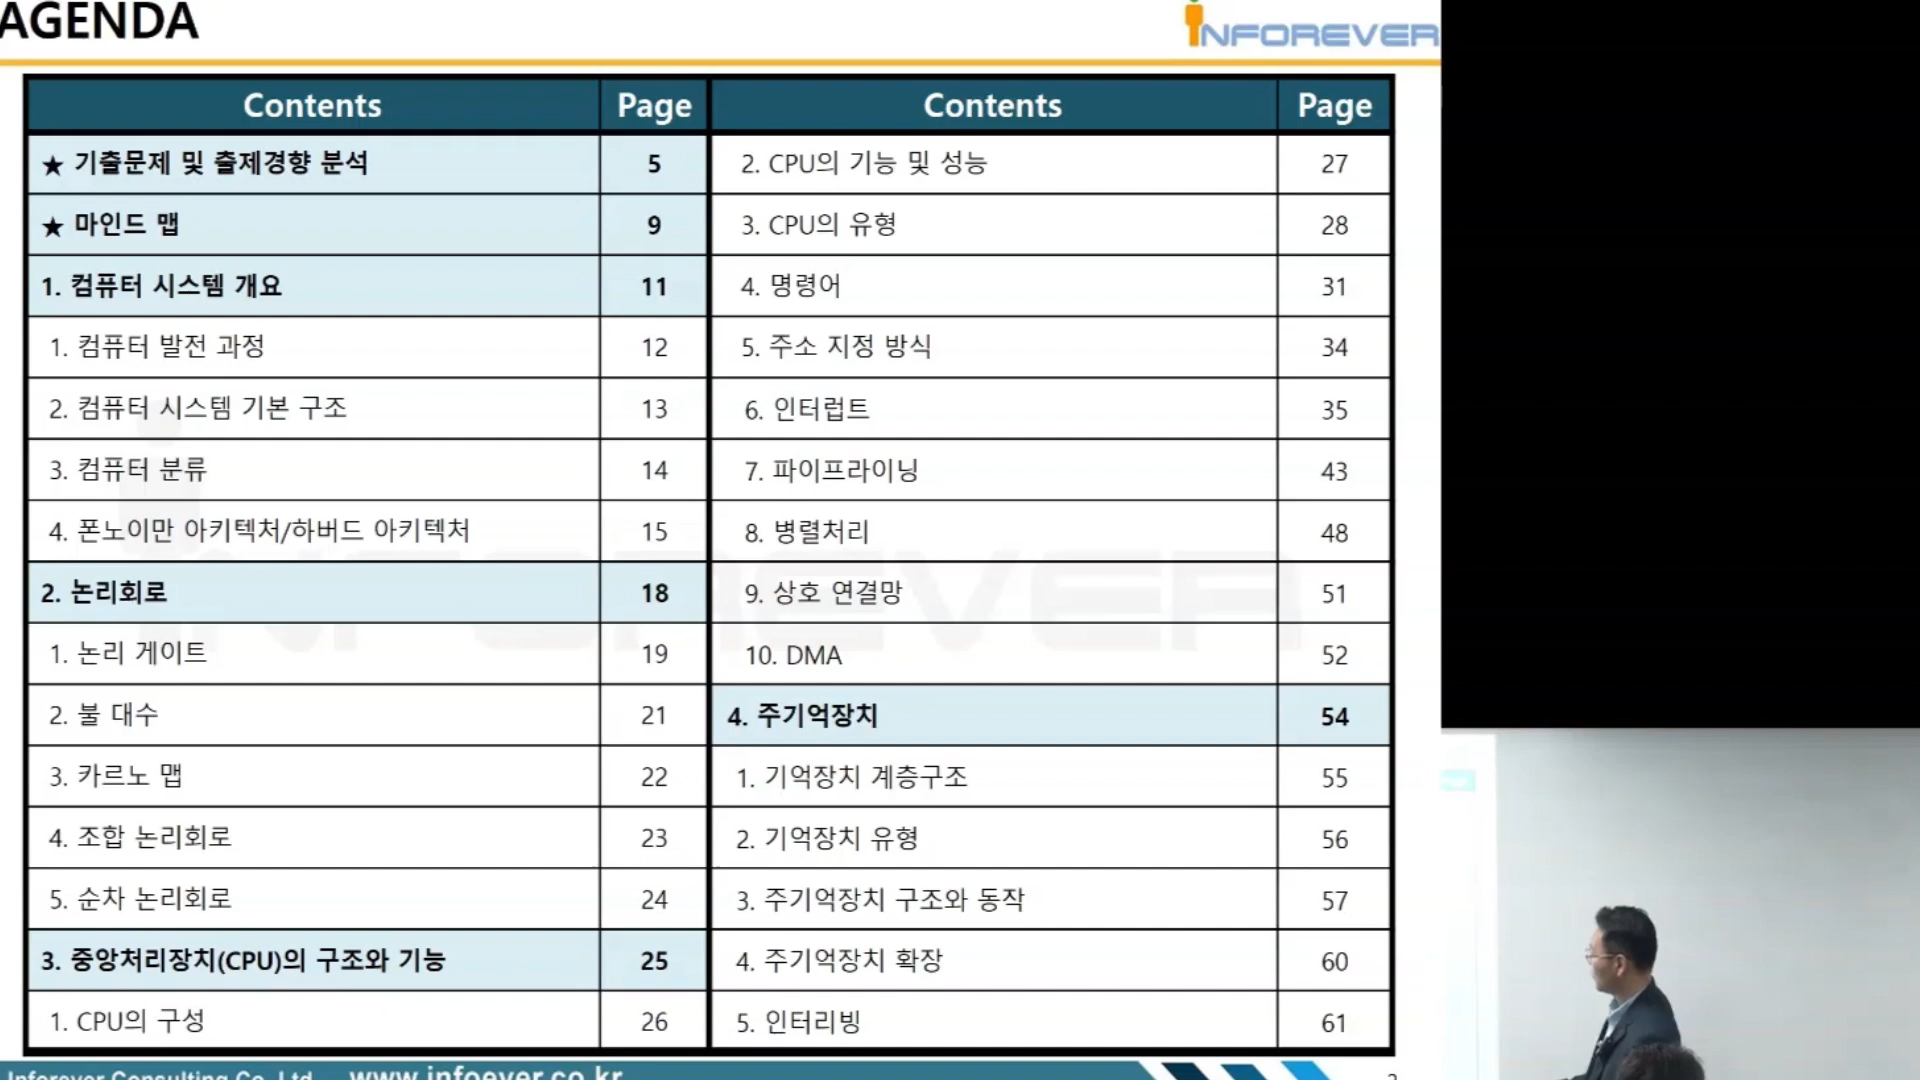 AGENDA
INFOREVER
Contents Page
★ 기출문제 및 출제경향 분석 5
★ 마인드 맵 9
1. 컴퓨터 시스템 개요 11
1. 컴퓨터 발전 과정 12
2. 컴퓨터 시스템 기본 구조 13
3. 컴퓨터 분류 14
4. 폰노이만 아키텍처/하버드 아키텍처 15
2. 논리회로 18
1. 논리 게이트 19
2. 불 대수 21
3. 카르노 맵 22
4. 조합 논리회로 23
5. 순차 논리회로 24
3. 중앙처리장치(CPU)의 구조와 기능 25
1. CPU의 구성 26
Contents Page
2. CPU의 기능 및 성능 27
3. CPU의 유형 28
4. 명령어 31
5. 주소 지정 방식 34
6. 인터럽트 35
7. 파이프라이닝 43
8. 병렬처리 48
9. 상호 연결망 51
10. DMA 52
4. 주기억장치 54
1. 기억장치 계층구조 55
2. 기억장치 유형 56
3. 주기억장치 구조와 동작 57
4. 주기억장치 확장 60
5. 인터리빙 61
INFOREVER
Inforever Consulting Co. Ltd. www.infoever.co.kr